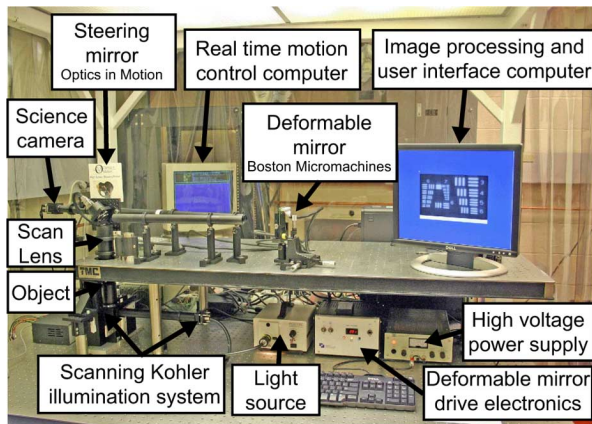 Steering
mirror
Optics in Motion
Real time motion
control computer
Image processing and
user interface computer
Science
camera
Deformable
mirror
Boston Micromachines
Scan
Lens
TMC
Object
DELL
High voltage
power supply
Scanning Kohler
illumination system
Light
source
Deformable mirror
drive electronics